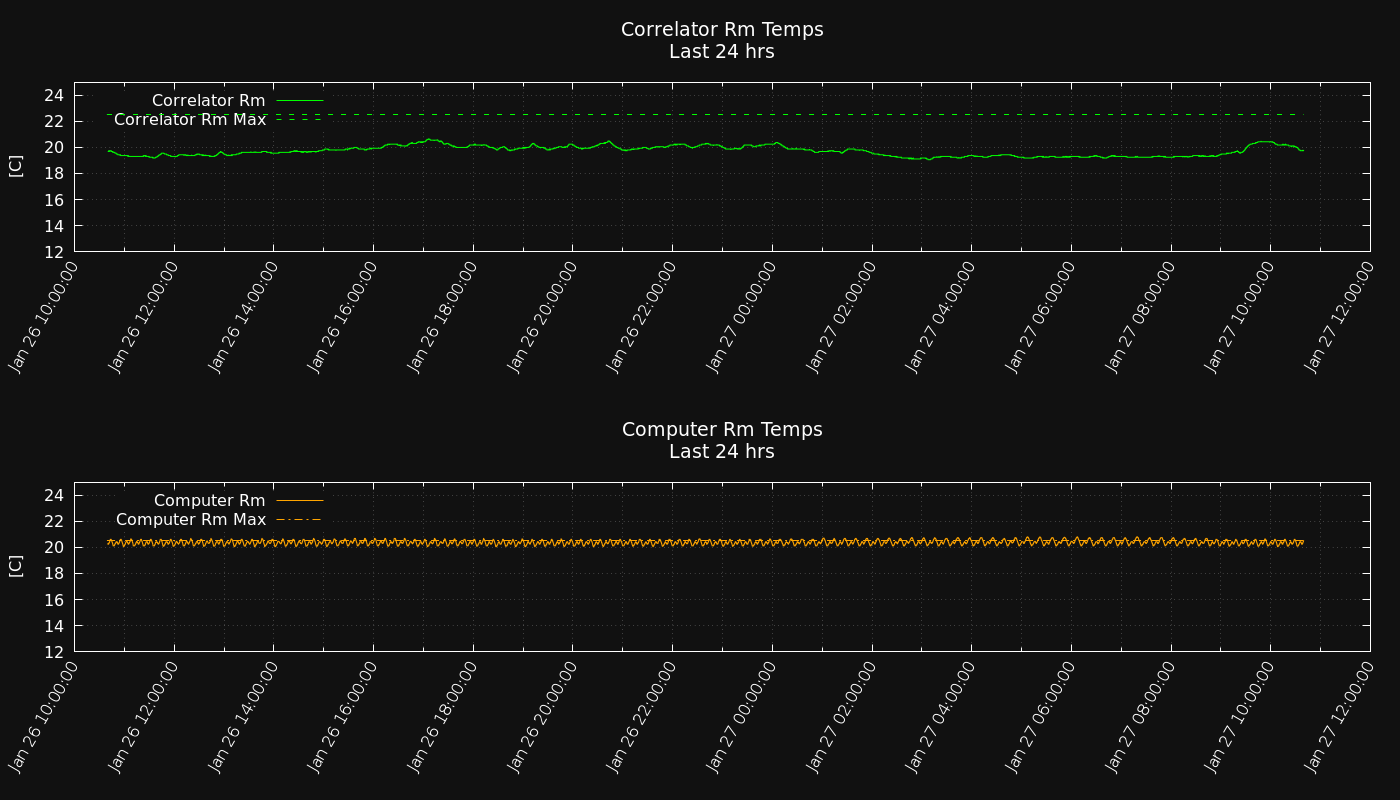 Correlator Rm Temps
Last 24 hrs
24
22
20
18
16
14
12
[C]
Correlator Rm
Correlator Rm Max
Jan 26 10:00:00
Jan 26 12:00:00
Jan 26 14:00:00
Jan 26 16:00:00
Jan 26 18:00:00
Jan 26 20:00:00
Jan 26 22:00:00
Jan 27 00:00:00
Jan 27 02:00:00
Jan 27 04:00:00
Jan 27 06:00:00
Jan 27 08:00:00
Jan 27 10:00:00
Jan 27 12:00:00
Computer Rm Temps
Last 24 hrs
24
22
20
18
16
14
12
[C]
Computer Rm
Computer Rm Max
Jan 26 10:00:00
Jan 26 12:00:00
Jan 26 14:00:00
Jan 26 16:00:00
Jan 26 18:00:00
Jan 26 20:00:00
Jan 26 22:00:00
Jan 27 00:00:00
Jan 27 02:00:00
Jan 27 04:00:00
Jan 27 06:00:00
Jan 27 08:00:00
Jan 27 10:00:00
Jan 27 12:00:00